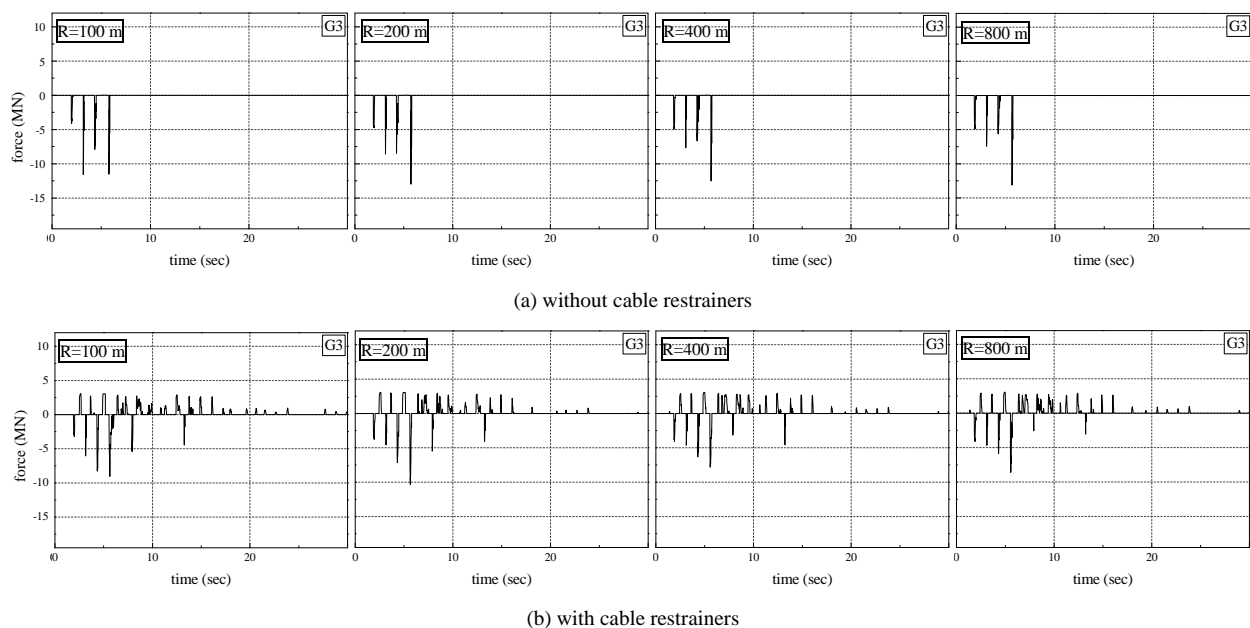 R=100 m G3 R=200 m G3 R=400 m G3 R=800 m G3
10
5
0
-5
-10
-15
force (MN)
0 10 20 0 10 20 0 10 20 0 10 20
time (sec) time (sec) time (sec) time (sec)
(a) without cable restrainers
R=100 m G3 R=200 m G3 R=400 m G3 R=800 m G3
10
5
0
-5
-10
-15
force (MN)
0 10 20 0 10 20 0 10 20 0 10 20
time (sec) time (sec) time (sec) time (sec)
(b) with cable restrainers